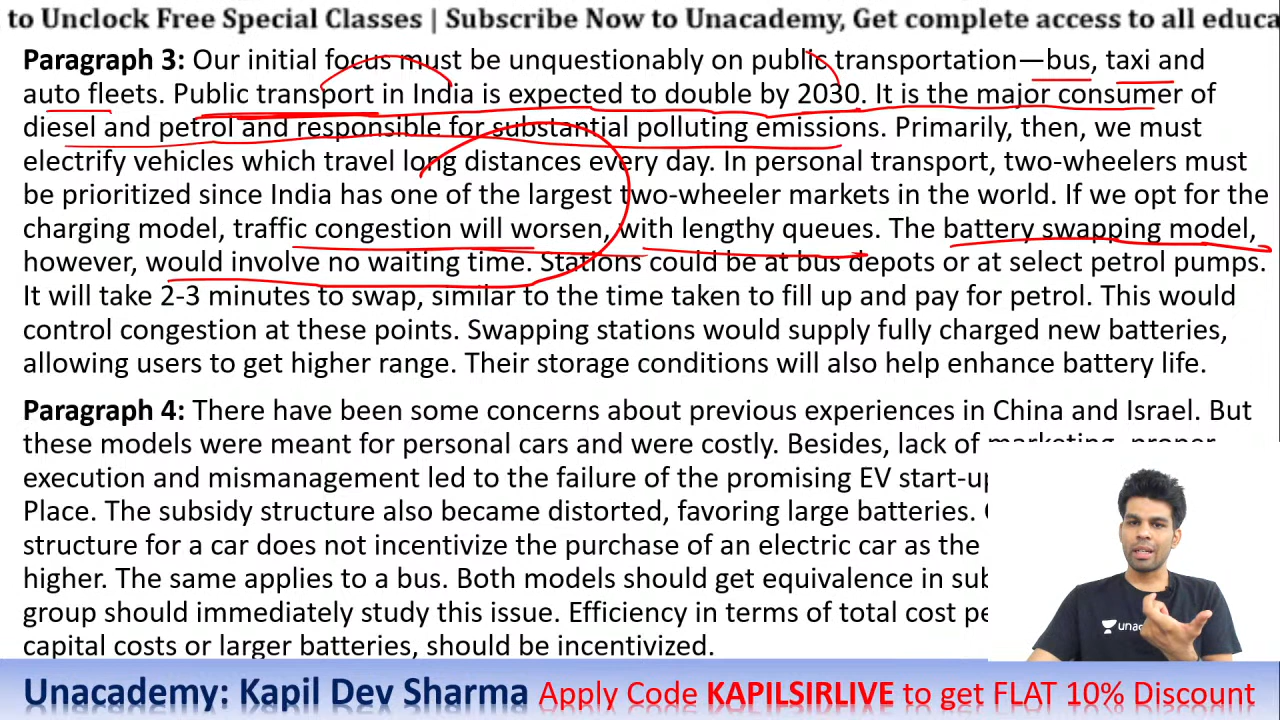 to Unclock Free Special Classes | Subscribe Now to Unacademy, Get complete access to all educa
Paragraph 3: Our initial focus must be unquestionably on public transportation—bus, taxi and
auto fleets. Public transport in India is expected to double by 2030. It is the major consumer of
diesel and petrol and responsible for substantial polluting emissions. Primarily, then, we must
electrify vehicles which travel long distances every day. In personal transport, two-wheelers must
be prioritized since India has one of the largest two-wheeler markets in the world. If we opt for the
charging model, traffic congestion will worsen, with lengthy queues. The battery swapping model,
however, would involve no waiting time. Stations could be at bus depots or at select petrol pumps.
It will take 2-3 minutes to swap, similar to the time taken to fill up and pay for petrol. This would
control congestion at these points. Swapping stations would supply fully charged new batteries,
allowing users to get higher range. Their storage conditions will also help enhance battery life.
Paragraph 4: There have been some concerns about previous experiences in China and Israel. But
these models were meant for personal cars and were costly. Besides, lack of marketing, proper
execution and mismanagement led to the failure of the promising EV start-up
Place. The subsidy structure also became distorted, favoring large batteries.
structure for a car does not incentivize the purchase of an electric car as the
higher. The same applies to a bus. Both models should get equivalence in sub
group should immediately study this issue. Efficiency in terms of total cost pe
capital costs or larger batteries, should be incentivized.
unac
Unacademy: Kapil Dev Sharma Apply Code KAPILSIRLIVE to get FLAT 10% Discount